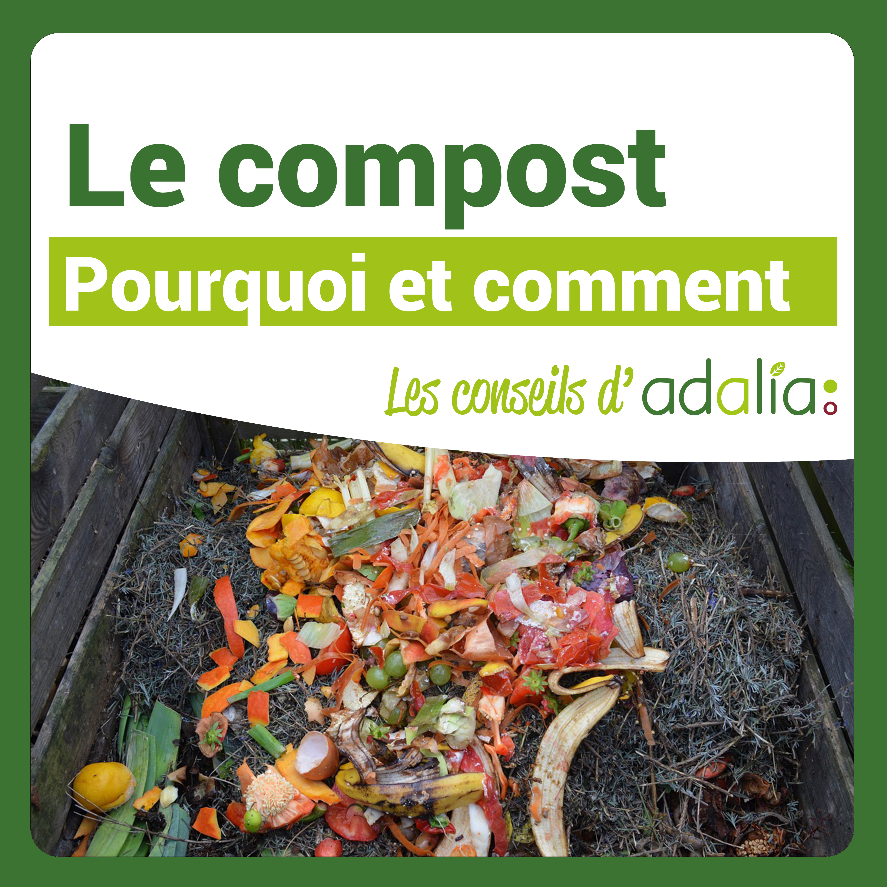 Le compost
Pourquoi et comment
Les conseils d' adalia